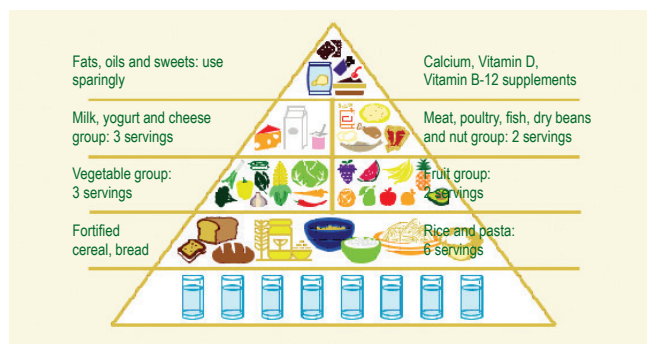 Fats, oils and sweets: use
sparingly
Calcium, Vitamin D,
Vitamin B-12 supplements
Milk, yogurt and cheese
group: 3 servings
Meat, poultry, fish, dry beans
and nut group: 2 servings
Vegetable group:
3 servings
Fruit group:
2 servings
Fortified
cereal, bread
Rice and pasta:
6 servings